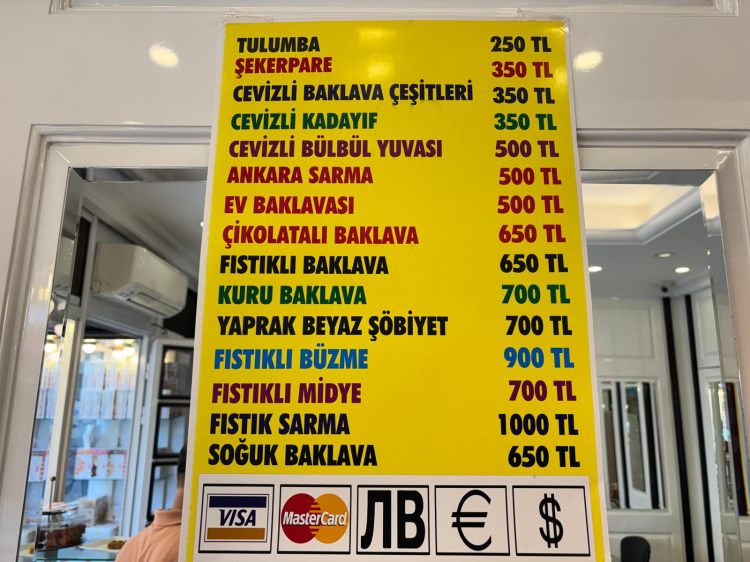 TULUMBA 250 TL
ŞEKERPARE 350 TL
CEVİZLİ BAKLAVA ÇEŞİTLERİ 350 TL
CEVİZLİ KADAYIF 350 TL
CEVİZLİ BÜLBÜL YUVASI 500 TL
ANKARA SARMA 500 TL
EV BAKLAVASI 500 TL
ÇİKOLATALI BAKLAVA 650 TL
FISTIKLI BAKLAVA 650 TL
KURU BAKLAVA 700 TL
YAPRAK BEYAZ ŞÖBİYET 700 TL
FISTIKLI BÜZME 900 TL
FISTIKLI MİDYE 700 TL
FISTIK SARMA 1000 TL
SOĞUK BAKLAVA 650 TL
VISA MasterCard ЛВ € $